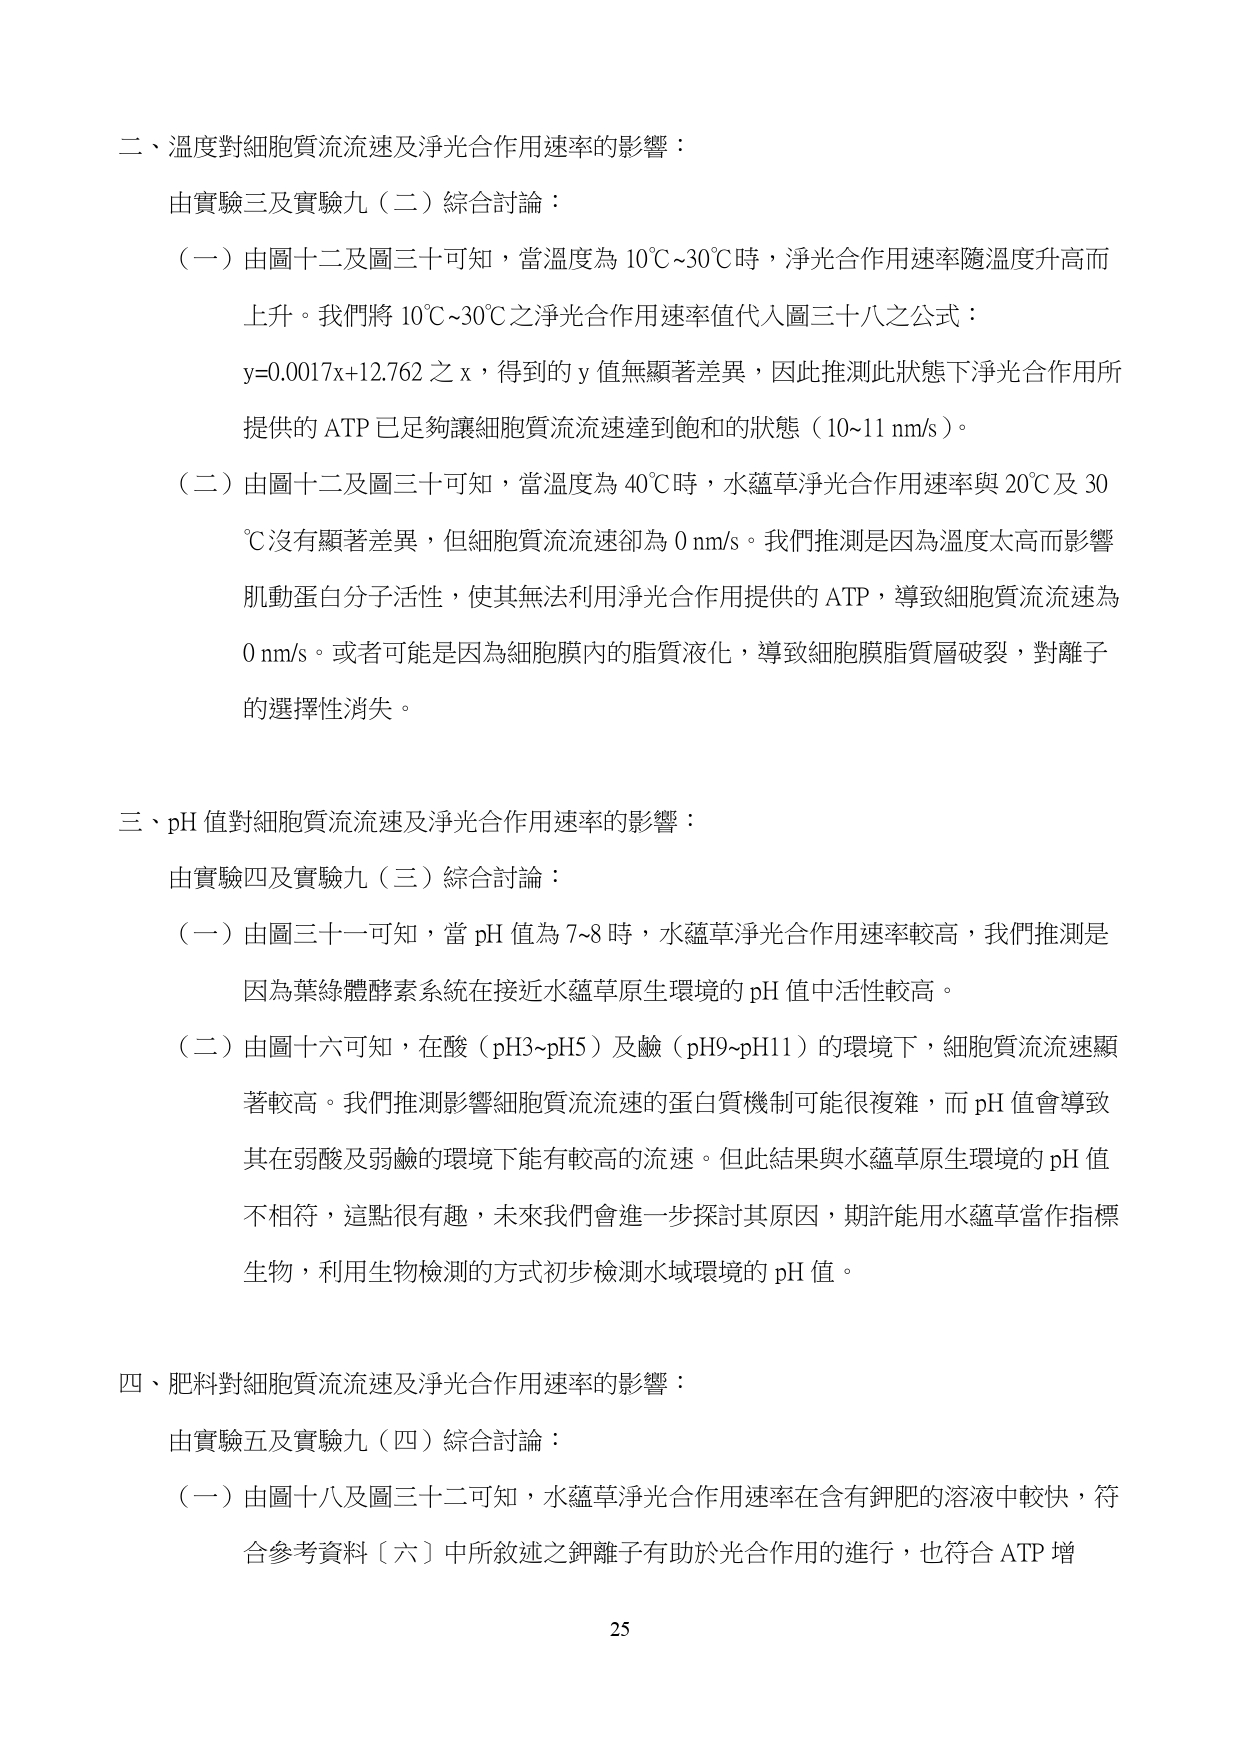 二、溫度對細胞質流流速及淨光合作用速率的影響：
由實驗三及實驗九（二）綜合討論：
（一）由圖十二及圖三十可知，當溫度為 10℃~30℃時，淨光合作用速率隨溫度升高而
上升。我們將 10℃~30℃之淨光合作用速率值代入圖三十八之公式：
y=0.0017x+12.762 之 x，得到的 y 值無顯著差異，因此推測此狀態下淨光合作用所
提供的 ATP 已足夠讓細胞質流流速達到飽和的狀態（10~11 nm/s）。
（二）由圖十二及圖三十可知，當溫度為 40℃時，水蘊草淨光合作用速率與 20℃及 30
℃沒有顯著差異，但細胞質流流速卻為 0 nm/s。我們推測是因為溫度太高而影響
肌動蛋白分子活性，使其無法利用淨光合作用提供的 ATP，導致細胞質流流速為
0 nm/s。或者可能是因為細胞膜內的脂質液化，導致細胞膜脂質層破裂，對離子
的選擇性消失。
三、pH 值對細胞質流流速及淨光合作用速率的影響：
由實驗四及實驗九（三）綜合討論：
（一）由圖三十一可知，當 pH 值為 7~8 時，水蘊草淨光合作用速率較高，我們推測是
因為葉綠體酵素系統在接近水蘊草原生環境的 pH 值中活性較高。
（二）由圖十六可知，在酸（pH3~pH5）及鹼（pH9~pH11）的環境下，細胞質流流速顯
著較高。我們推測影響細胞質流流速的蛋白質機制可能很複雜，而 pH 值會導致
其在弱酸及弱鹼的環境下能有較高的流速。但此結果與水蘊草原生環境的 pH 值
不相符，這點很有趣，未來我們會進一步探討其原因，期許能用水蘊草當作指標
生物，利用生物檢測的方式初步檢測水域環境的 pH 值。
四、肥料對細胞質流流速及淨光合作用速率的影響：
由實驗五及實驗九（四）綜合討論：
（一）由圖十八及圖三十二可知，水蘊草淨光合作用速率在含有鉀肥的溶液中較快，符
合參考資料〔六〕中所敘述之鉀離子有助於光合作用的進行，也符合 ATP 增
25